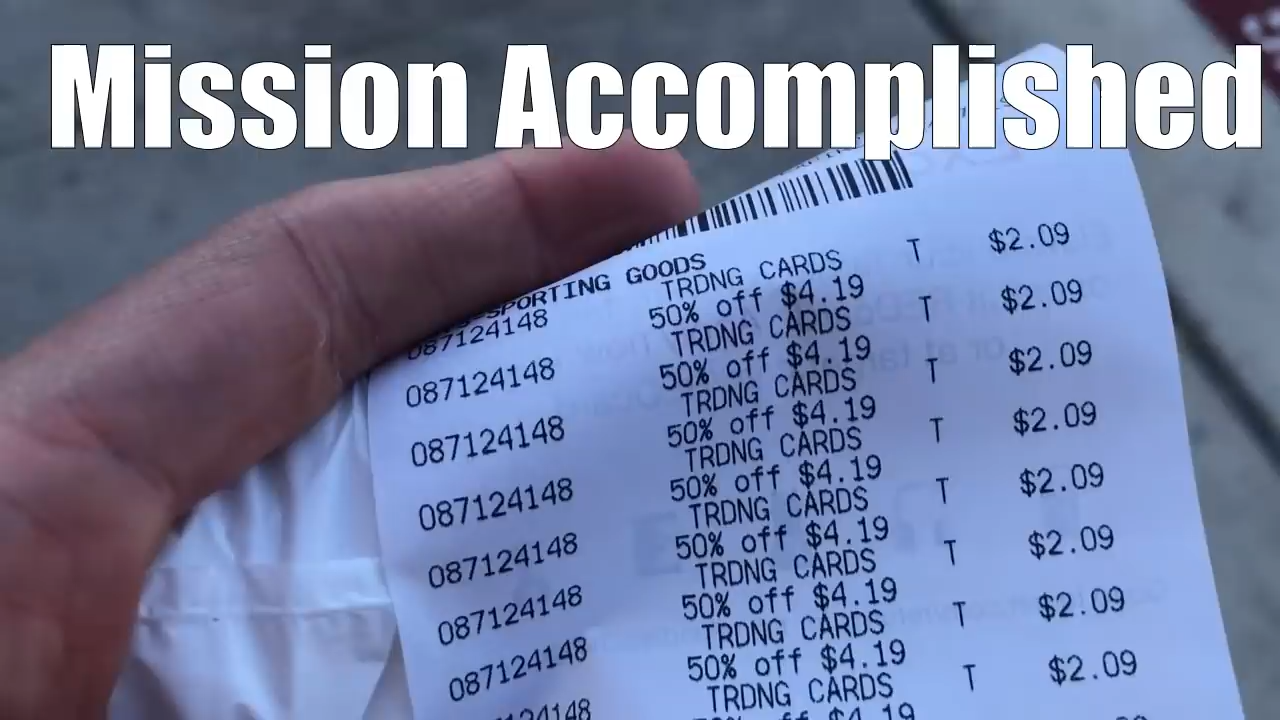 Mission Accomplished
SPORTING GOODS
087124148 TRDNG CARDS T $2.09
50% off $4.19
087124148 TRDNG CARDS T $2.09
50% off $4.19
087124148 TRDNG CARDS T $2.09
50% off $4.19
087124148 TRDNG CARDS T $2.09
50% off $4.19
087124148 TRDNG CARDS T $2.09
50% off $4.19
087124148 TRDNG CARDS T $2.09
50% off $4.19
087124148 TRDNG CARDS T $2.09
50% off $4.19
TRDNG CARDS T $2.09